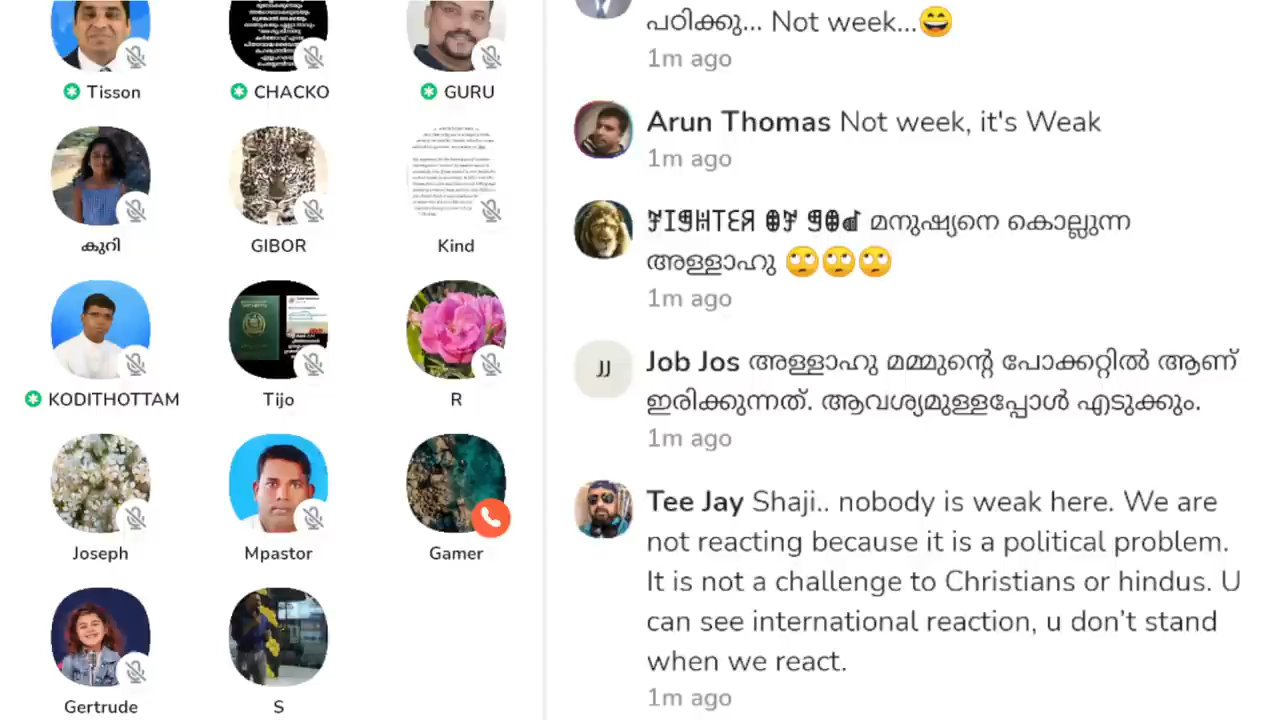 Tisson
CHACKO
GURU
കുറി
GIBOR
Kind
KODITHOTTAM
Tijo
R
Joseph
Mpastor
Gamer
Gertrude
S
പഠിക്കു... Not week...😄
1m ago
Arun Thomas Not week, it's Weak
1m ago
FIGHTER OF GOD മനുഷ്യനെ കൊല്ലുന്ന
അള്ളാഹു 🙄🙄🙄
1m ago
JJ
Job Jos അള്ളാഹു മമ്മുന്റെ പോക്കറ്റിൽ ആണ്
ഇരിക്കുന്നത്. ആവശ്യമുള്ളപ്പോൾ എടുക്കും.
1m ago
Tee Jay Shaji.. nobody is weak here. We are
not reacting because it is a political problem.
It is not a challenge to Christians or hindus. U
can see international reaction, u don’t stand
when we react.
1m ago